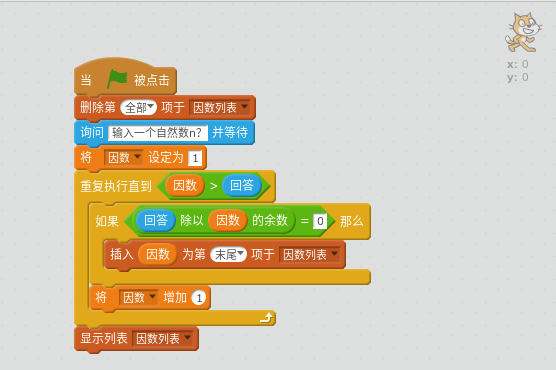 x: 0
y: 0
当 被点击
删除第 全部 项于 因数列表
询问 输入一个自然数n? 并等待
将 因数 设定为 1
重复执行直到 因数 > 回答
如果 回答 除以 因数 的余数 = 0 那么
插入 因数 为第 末尾 项于 因数列表
将 因数 增加 1
显示列表 因数列表